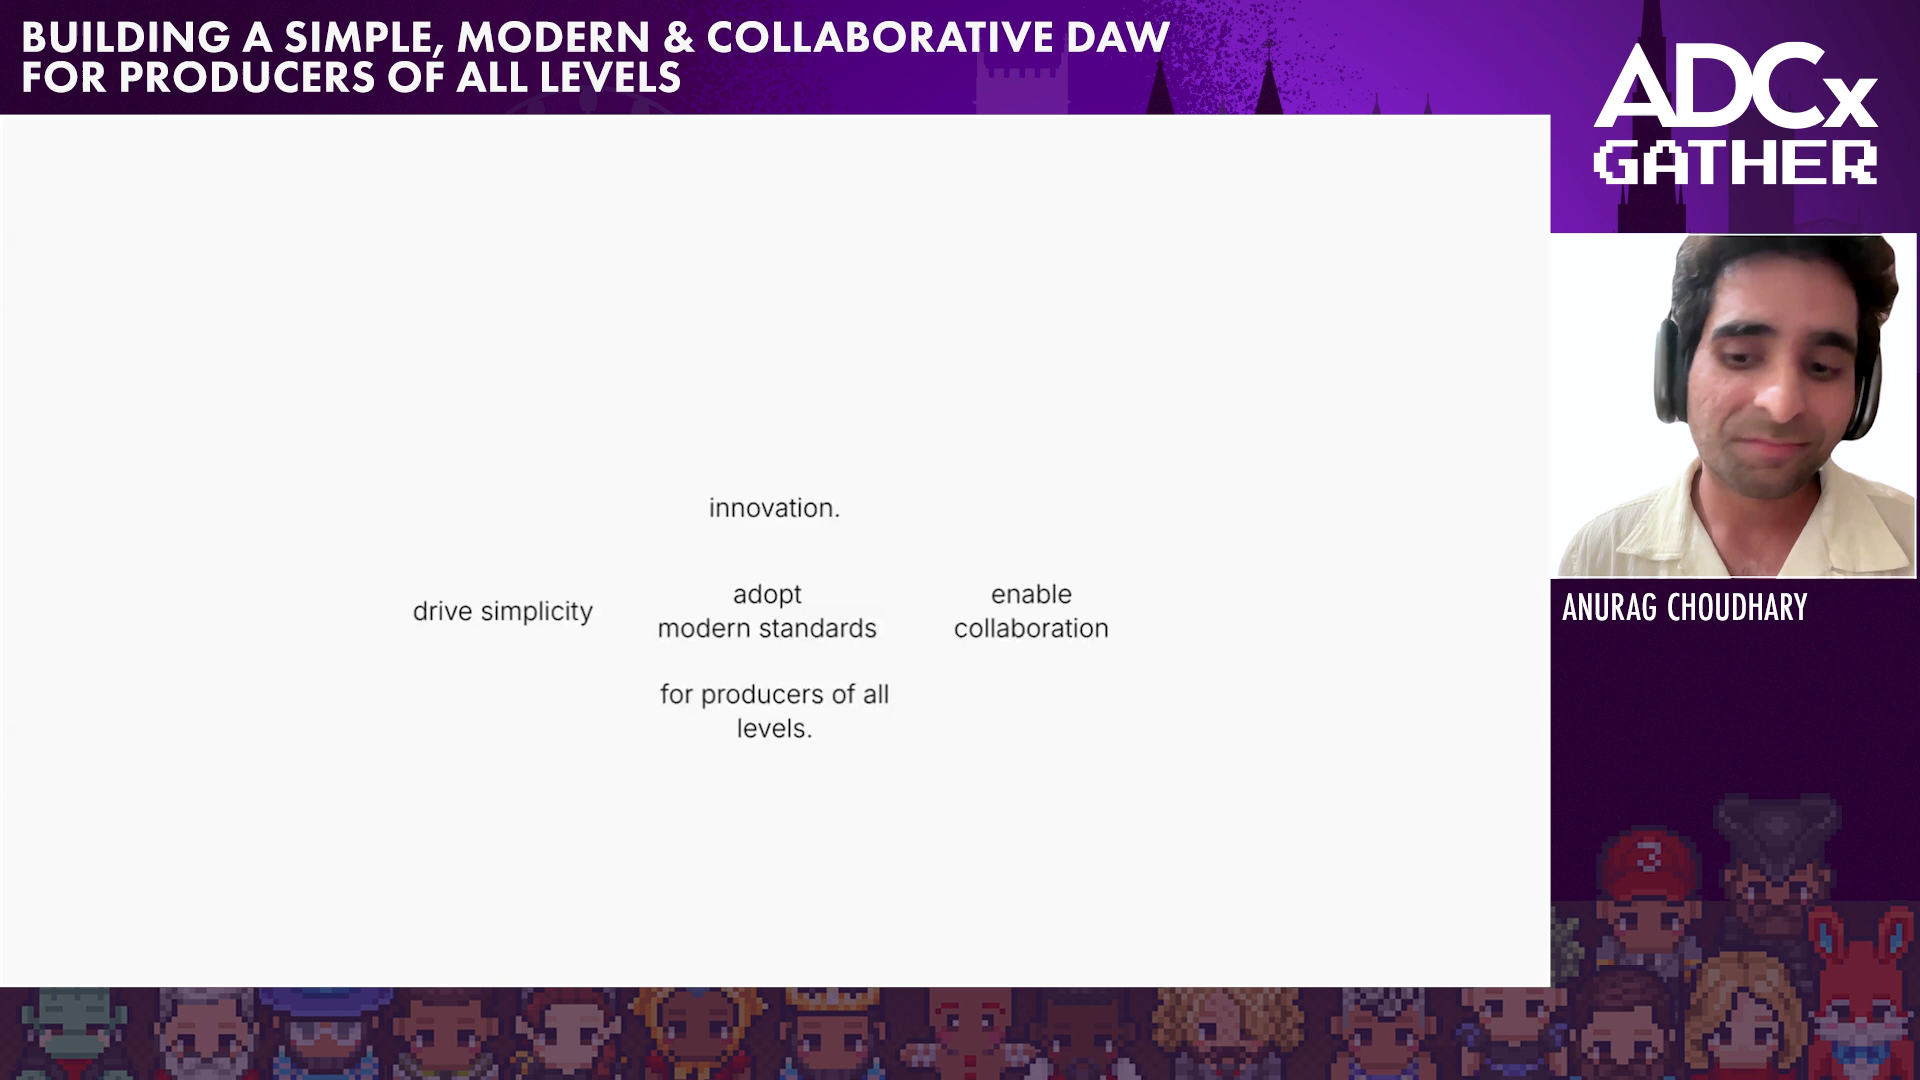 BUILDING A SIMPLE, MODERN & COLLABORATIVE DAW
FOR PRODUCERS OF ALL LEVELS
ADCx
GATHER
innovation.
drive simplicity
adopt
modern standards
enable
collaboration
for producers of all
levels.
ANURAG CHOUDHARY
3